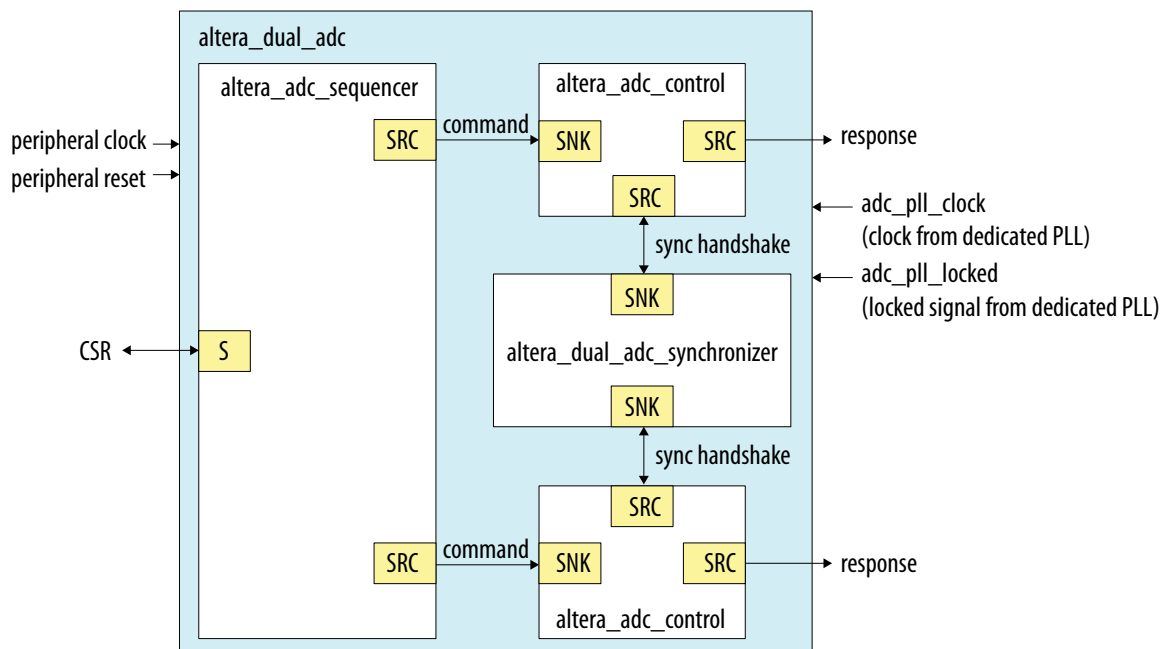 altera_dual_adc
altera_adc_sequencer
altera_adc_control
peripheral clock
peripheral reset
SRC
command
SNK
SRC
response
SRC
adc_pll_clock
(clock from dedicated PLL)
sync handshake
adc_pll_locked
(locked signal from dedicated PLL)
SNK
CSR
S
altera_dual_adc_synchronizer
SNK
sync handshake
SRC
SRC
command
SNK
SRC
response
altera_adc_control